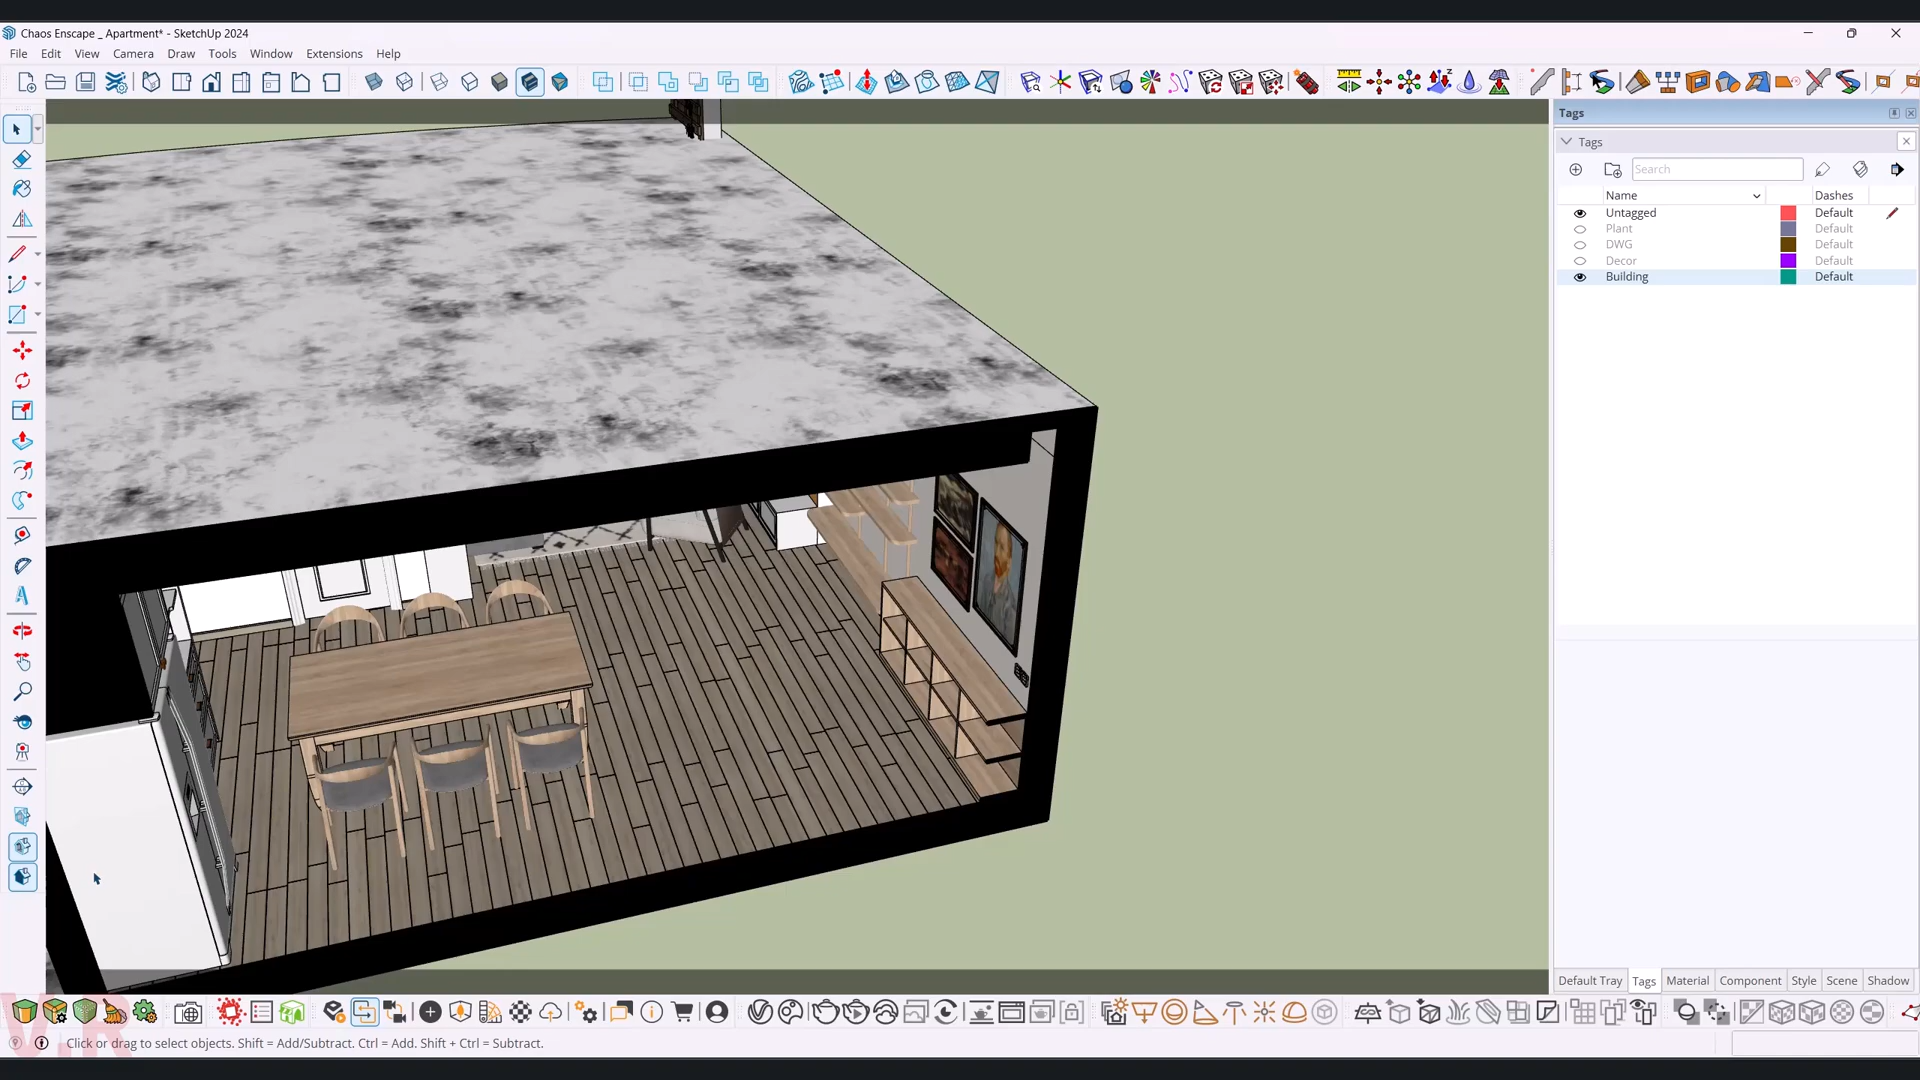 Chaos Enscape _ Apartment* - SketchUp 2024
File Edit View Camera Draw Tools Window Extensions Help
Tags
Tags
Search
Name Dashes
Untagged Default
Plant Default
DWG Default
Decor Default
Building Default
Default Tray Tags Material Component Style Scene Shadow
V.R
Click or drag to select objects. Shift = Add/Subtract. Ctrl = Add. Shift + Ctrl = Subtract.